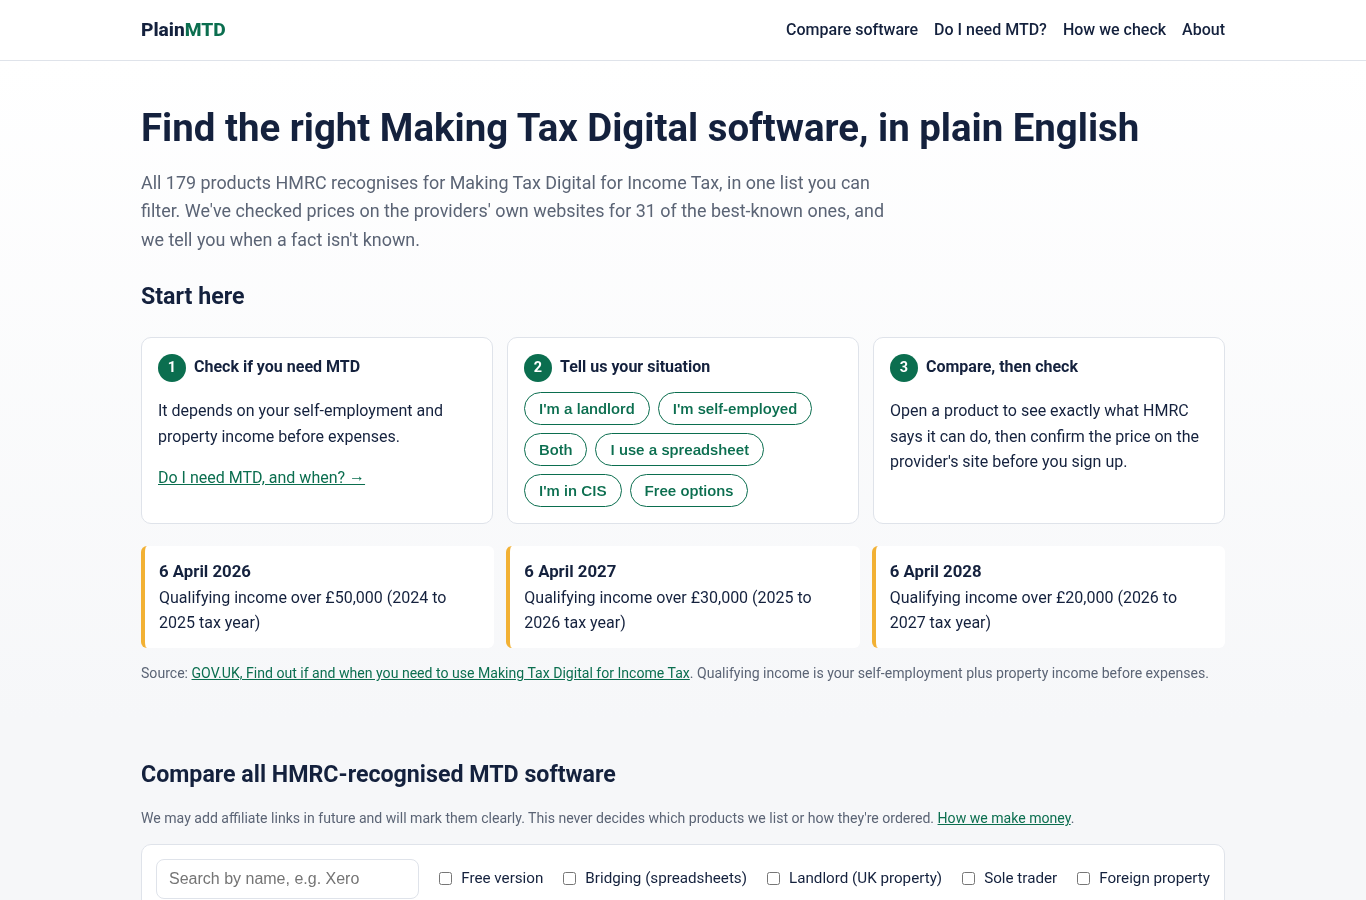 PlainMTD
Compare software Do I need MTD? How we check About
Find the right Making Tax Digital software, in plain English
All 179 products HMRC recognises for Making Tax Digital for Income Tax, in one list you can
filter. We've checked prices on the providers' own websites for 31 of the best-known ones, and
we tell you when a fact isn't known.
Start here
1 Check if you need MTD
It depends on your self-employment and
property income before expenses.
Do I need MTD, and when? →
2 Tell us your situation
I'm a landlord I'm self-employed
Both I use a spreadsheet
I'm in CIS Free options
3 Compare, then check
Open a product to see exactly what HMRC
says it can do, then confirm the price on the
provider's site before you sign up.
6 April 2026
Qualifying income over £50,000 (2024 to
2025 tax year)
6 April 2027
Qualifying income over £30,000 (2025 to
2026 tax year)
6 April 2028
Qualifying income over £20,000 (2026 to
2027 tax year)
Source: GOV.UK, Find out if and when you need to use Making Tax Digital for Income Tax. Qualifying income is your self-employment plus property income before expenses.
Compare all HMRC-recognised MTD software
We may add affiliate links in future and will mark them clearly. This never decides which products we list or how they're ordered. How we make money.
Search by name, e.g. Xero Free version Bridging (spreadsheets) Landlord (UK property) Sole trader Foreign property